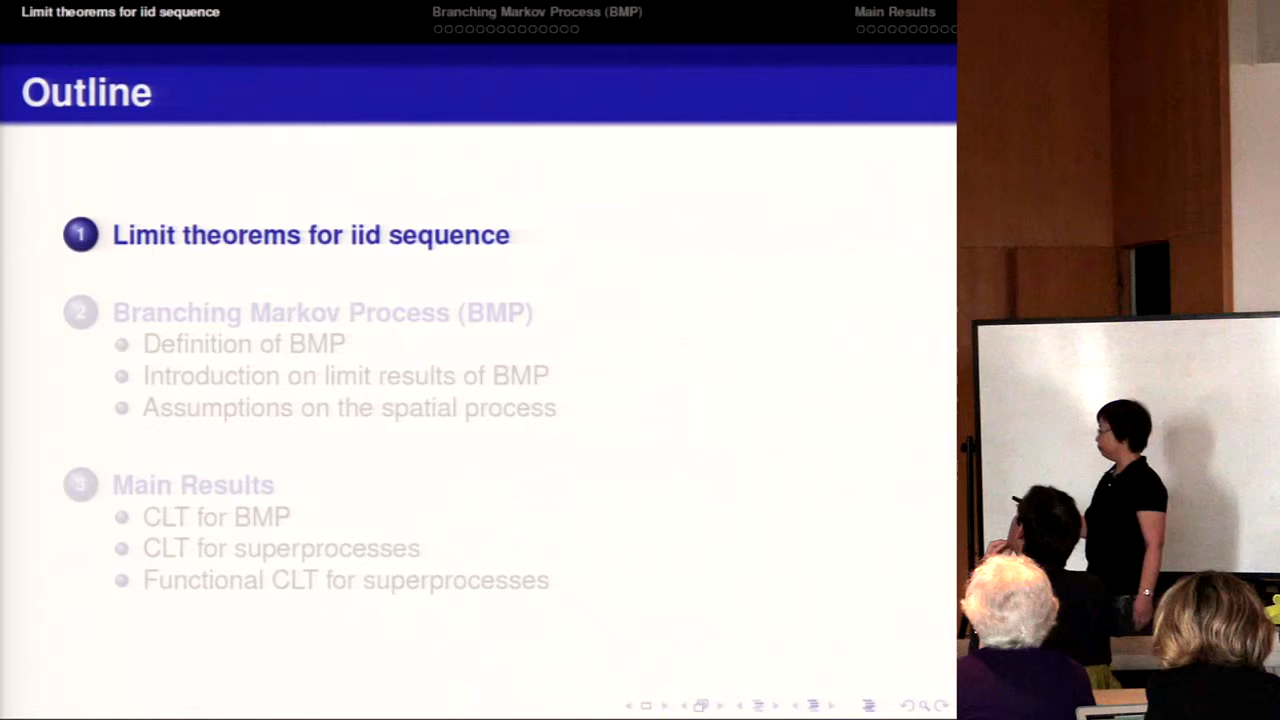 Limit theorems for iid sequence
Branching Markov Process (BMP)
Main Results
Outline
1 Limit theorems for iid sequence
2 Branching Markov Process (BMP)
Definition of BMP
Introduction on limit results of BMP
Assumptions on the spatial process
3 Main Results
CLT for BMP
CLT for superprocesses
Functional CLT for superprocesses